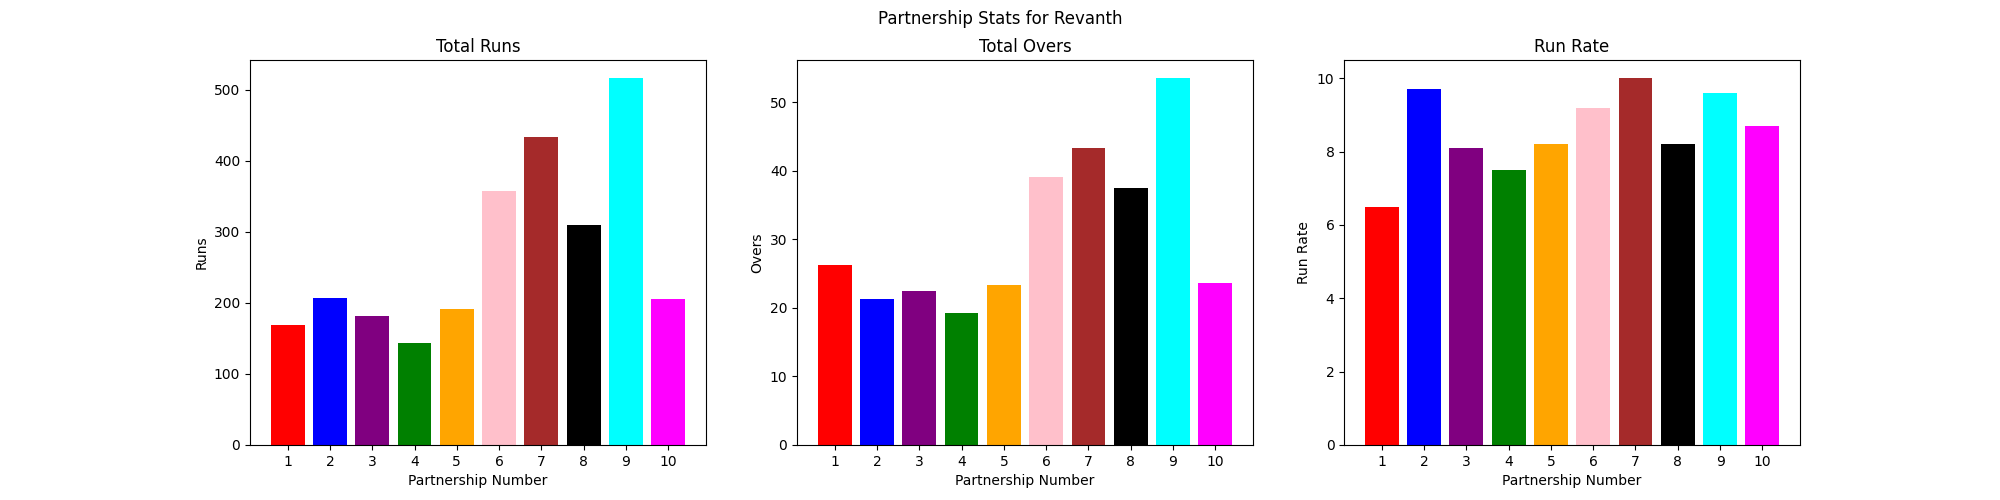 Partnership Stats for Revanth
Total Runs
Runs
500
400
300
200
100
0
1 2 3 4 5 6 7 8 9 10
Partnership Number
Total Overs
Overs
50
40
30
20
10
0
1 2 3 4 5 6 7 8 9 10
Partnership Number
Run Rate
Run Rate
10
8
6
4
2
0
1 2 3 4 5 6 7 8 9 10
Partnership Number